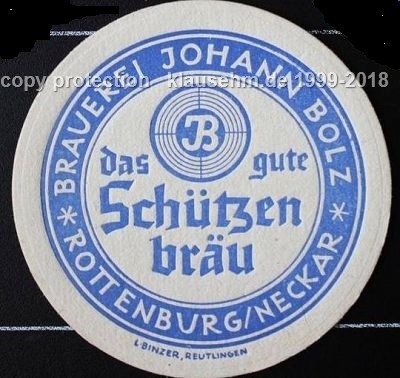 copy protection - klausehm.de 1999-2018
BRAUEREI JOHANN BOLZ
JB
das gute
Schützen
bräu
* ROTTENBURG/NECKAR *
L. BINZER, REUTLINGEN